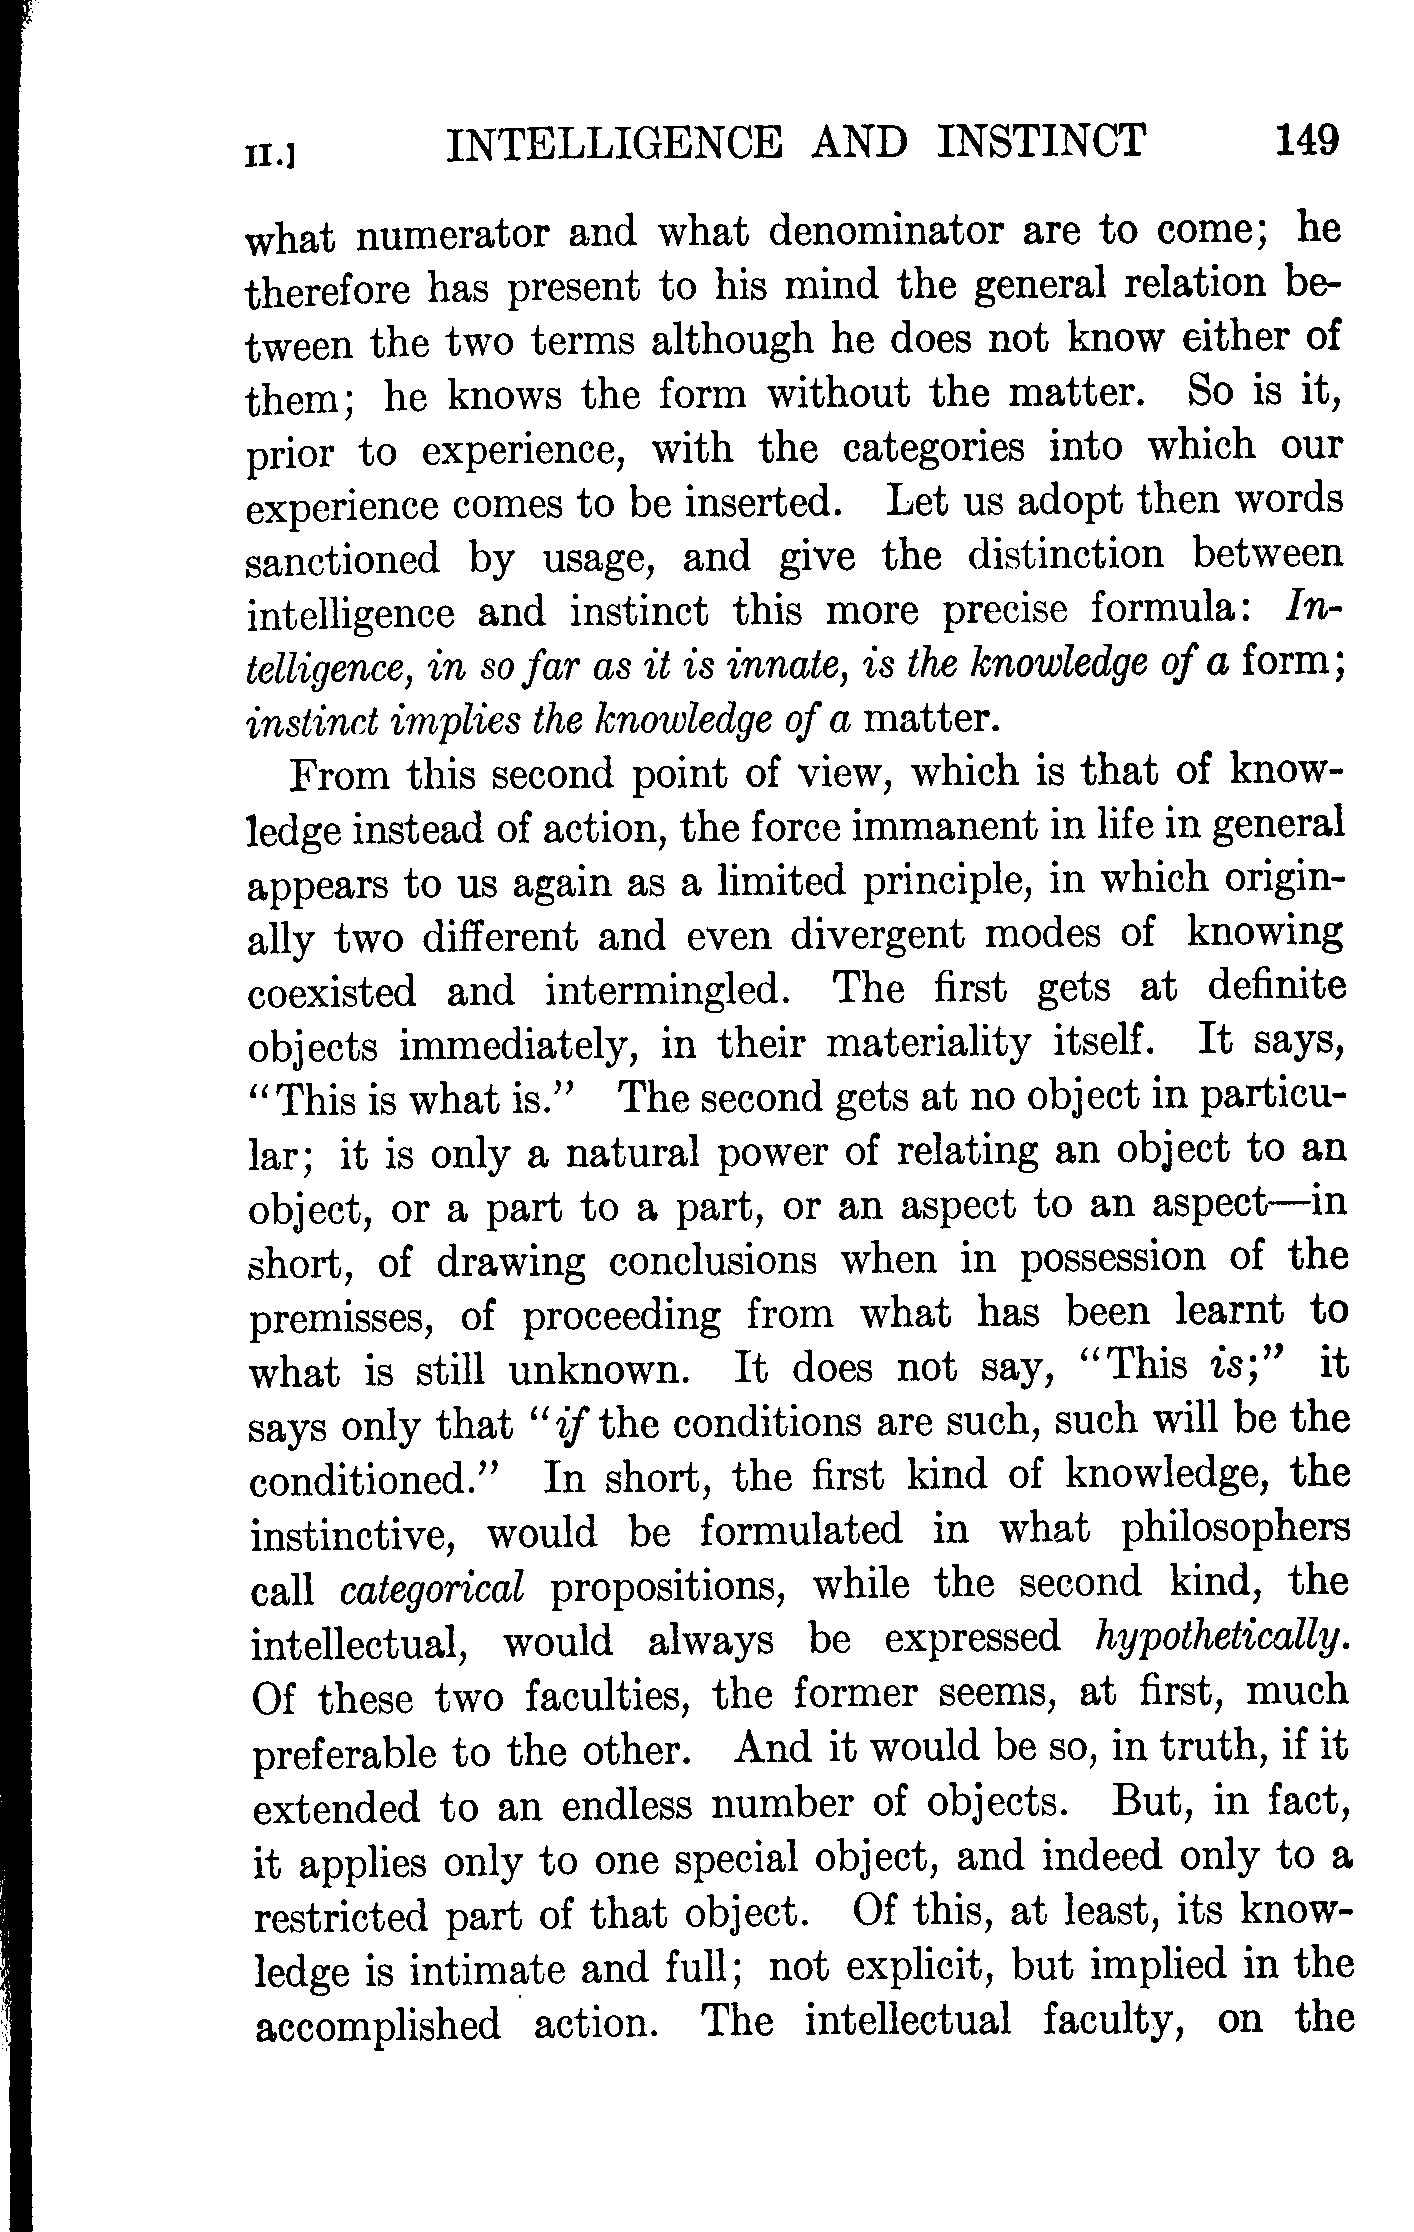 II.] INTELLIGENCE AND INSTINCT 149
what numerator and what denominator are to come; he
therefore has present to his mind the general relation be-
tween the two terms although he does not know either of
them; he knows the form without the matter. So is it,
prior to experience, with the categories into which our
experience comes to be inserted. Let us adopt then words
sanctioned by usage, and give the distinction between
intelligence and instinct this more precise formula: In-
telligence, in so far as it is innate, is the knowledge of a form;
instinct implies the knowledge of a matter.
From this second point of view, which is that of know-
ledge instead of action, the force immanent in life in general
appears to us again as a limited principle, in which origin-
ally two different and even divergent modes of knowing
coexisted and intermingled. The first gets at definite
objects immediately, in their materiality itself. It says,
"This is what is." The second gets at no object in particu-
lar; it is only a natural power of relating an object to an
object, or a part to a part, or an aspect to an aspect—in
short, of drawing conclusions when in possession of the
premisses, of proceeding from what has been learnt to
what is still unknown. It does not say, "This is;" it
says only that "if the conditions are such, such will be the
conditioned." In short, the first kind of knowledge, the
instinctive, would be formulated in what philosophers
call categorical propositions, while the second kind, the
intellectual, would always be expressed hypothetically.
Of these two faculties, the former seems, at first, much
preferable to the other. And it would be so, in truth, if it
extended to an endless number of objects. But, in fact,
it applies only to one special object, and indeed only to a
restricted part of that object. Of this, at least, its know-
ledge is intimate and full; not explicit, but implied in the
accomplished action. The intellectual faculty, on the